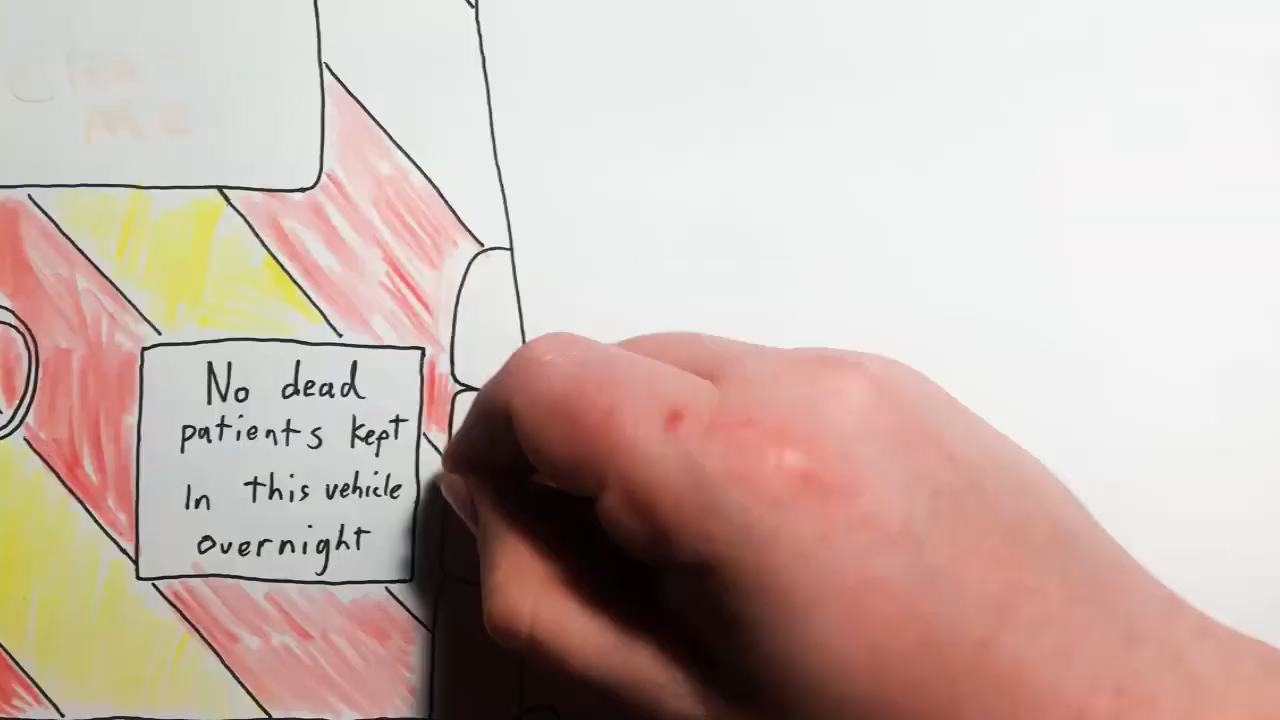 No dead
patients kept
In this vehicle
overnight